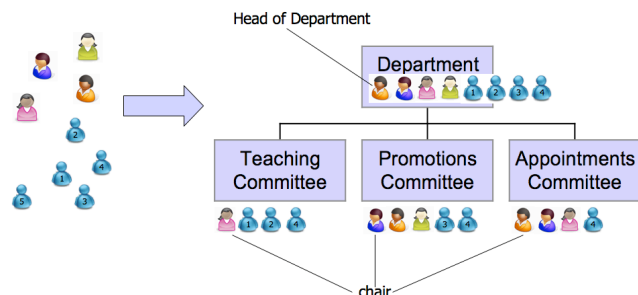 Head of Department
Department
1 2 3 4
2
4
1
5 3
Teaching
Committee
Promotions
Committee
Appointments
Committee
1 2 4
3 4
4
chair